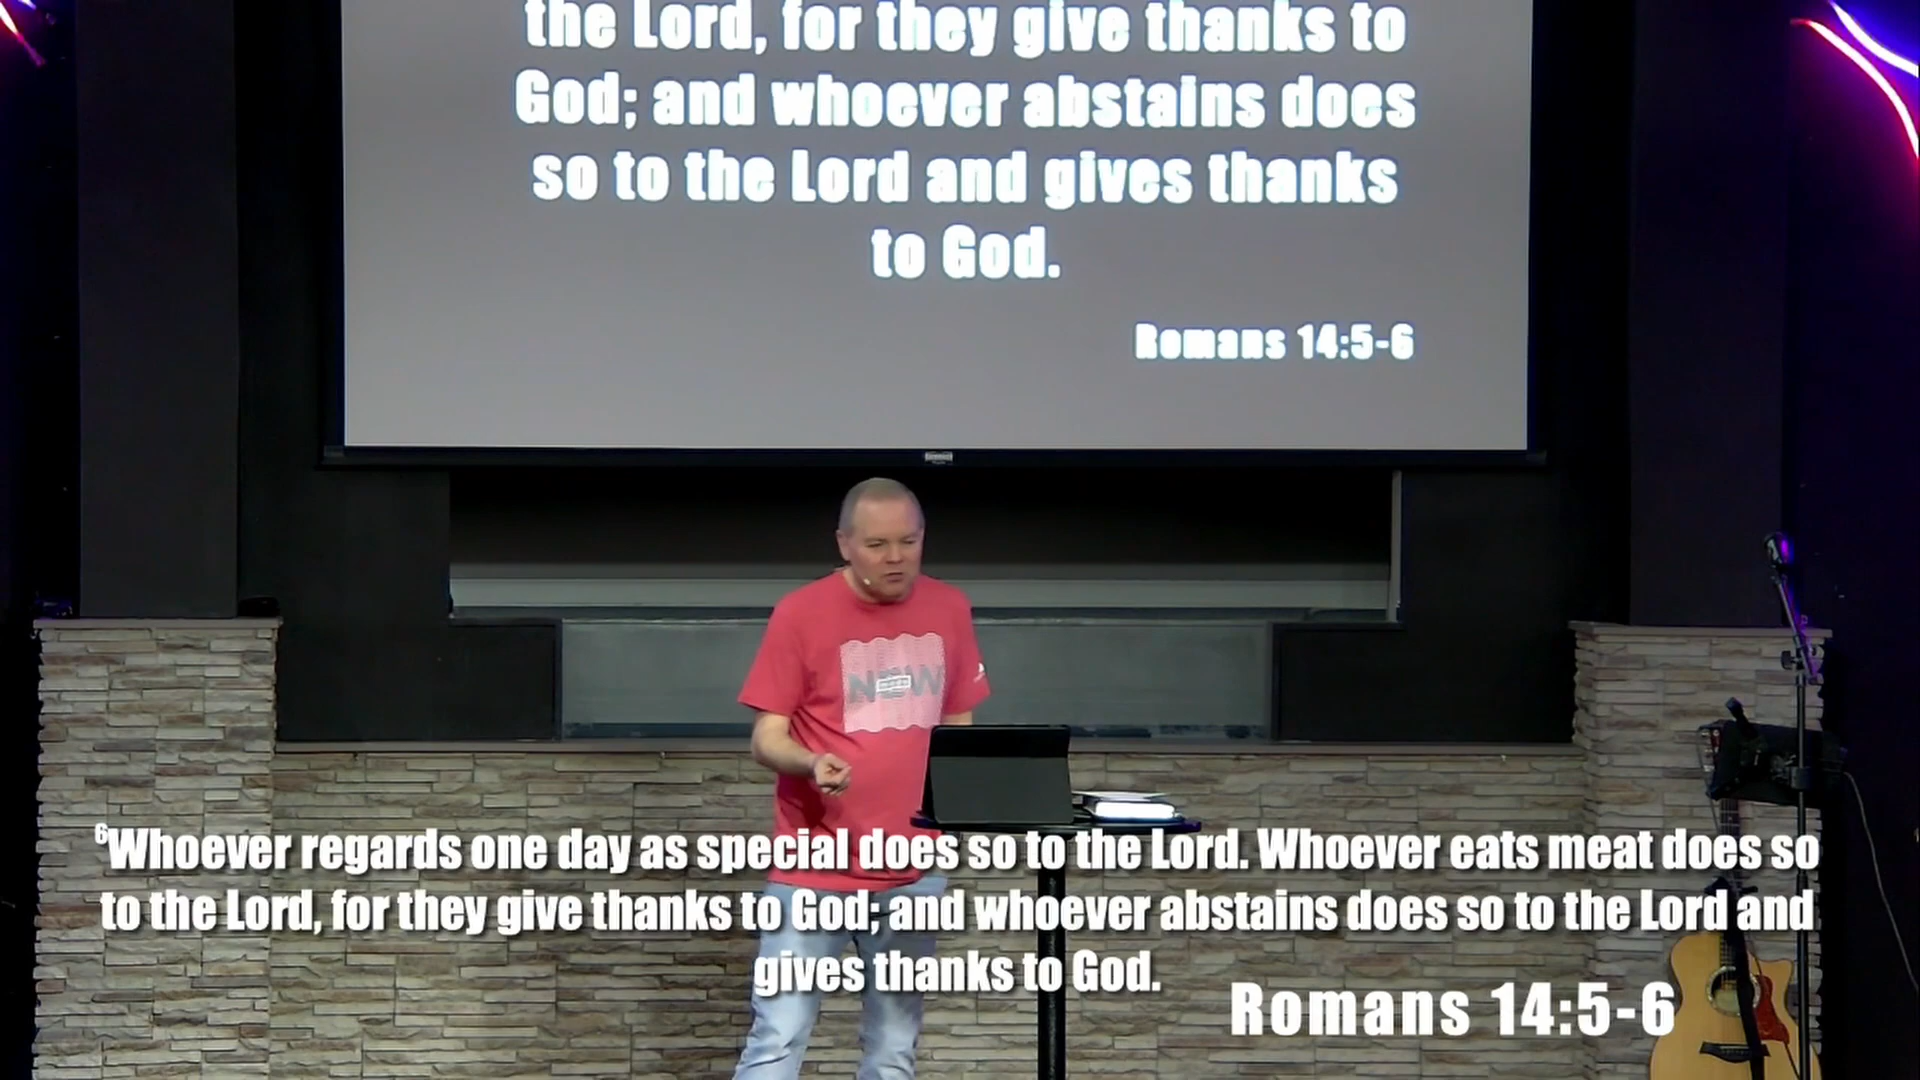 the Lord, for they give thanks to
God; and whoever abstains does
so to the Lord and gives thanks
to God.
Romans 14:5-6
NOW
⁶Whoever regards one day as special does so to the Lord. Whoever eats meat does so
to the Lord, for they give thanks to God; and whoever abstains does so to the Lord and
gives thanks to God.
Romans 14:5-6